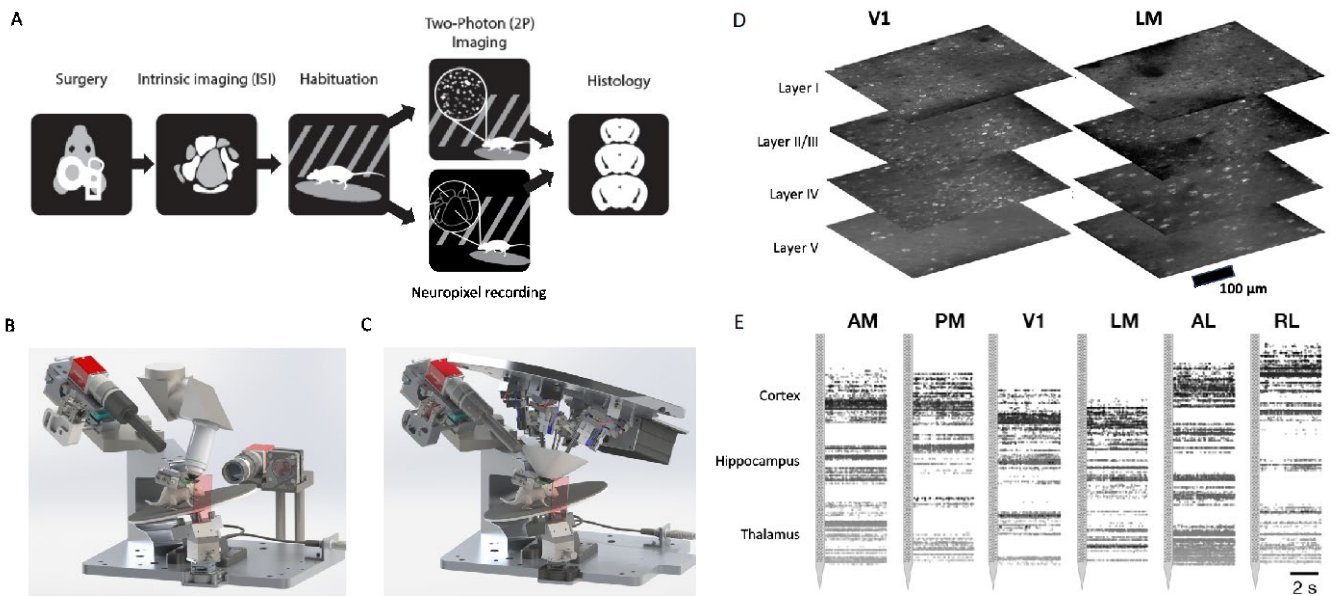 A
Surgery
Intrinsic imaging (ISI)
Habituation
Two-Photon (2P)
Imaging
Histology
Neuropixel recording
B
C
D
V1
LM
Layer I
Layer II/III
Layer IV
Layer V
100 µm
E
AM
PM
V1
LM
AL
RL
Cortex
Hippocampus
Thalamus
2 s